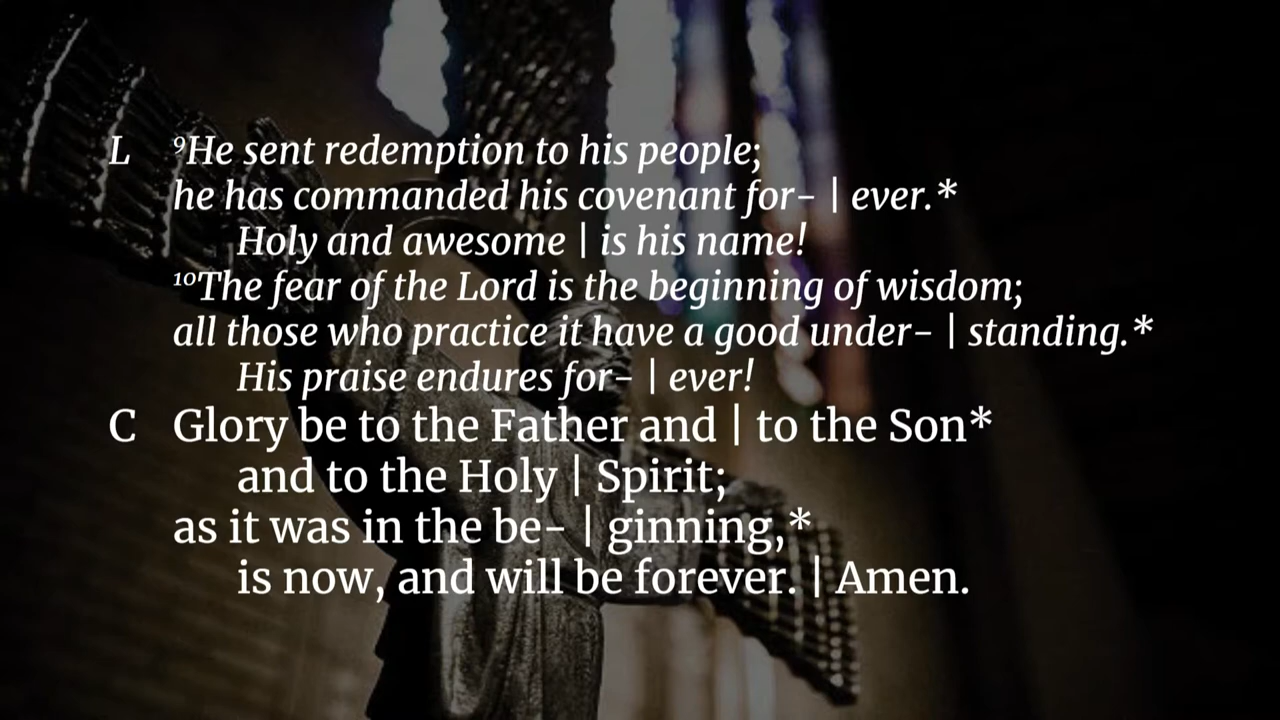 L ⁹He sent redemption to his people;
he has commanded his covenant for- | ever.*
Holy and awesome | is his name!
¹⁰The fear of the Lord is the beginning of wisdom;
all those who practice it have a good under- | standing.*
His praise endures for- | ever!
C Glory be to the Father and | to the Son*
and to the Holy | Spirit;
as it was in the be- | ginning,*
is now, and will be forever. | Amen.